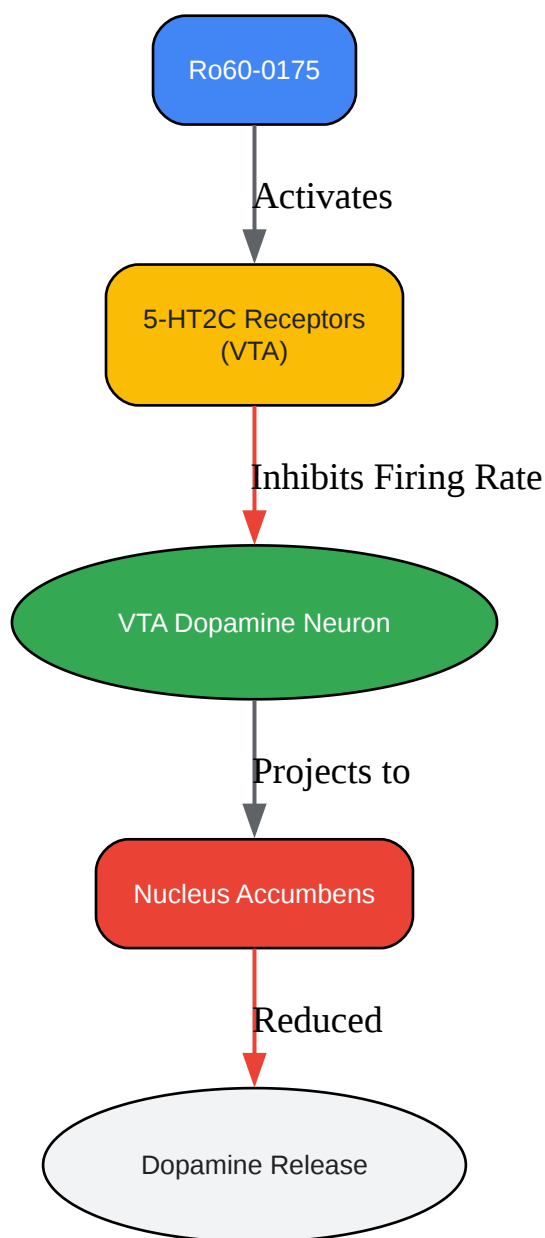 Ro60-0175
Activates
5-HT2C Receptors
(VTA)
Inhibits Firing Rate
VTA Dopamine Neuron
Projects to
Nucleus Accumbens
Reduced
Dopamine Release